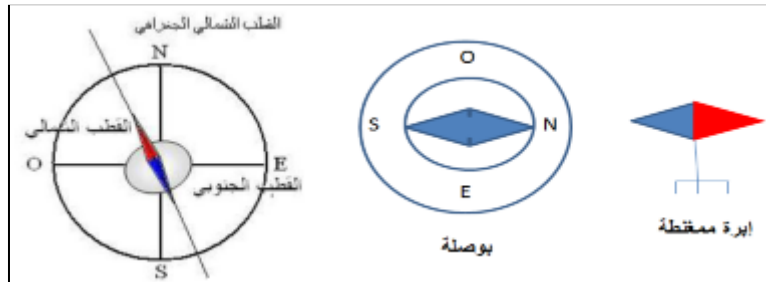 القطب الشمالي الجغرافي
N
القطب الشمالي
O
E
القطب الجنوبي
S
O
S
N
E
بوصلة
إبرة ممغنطة